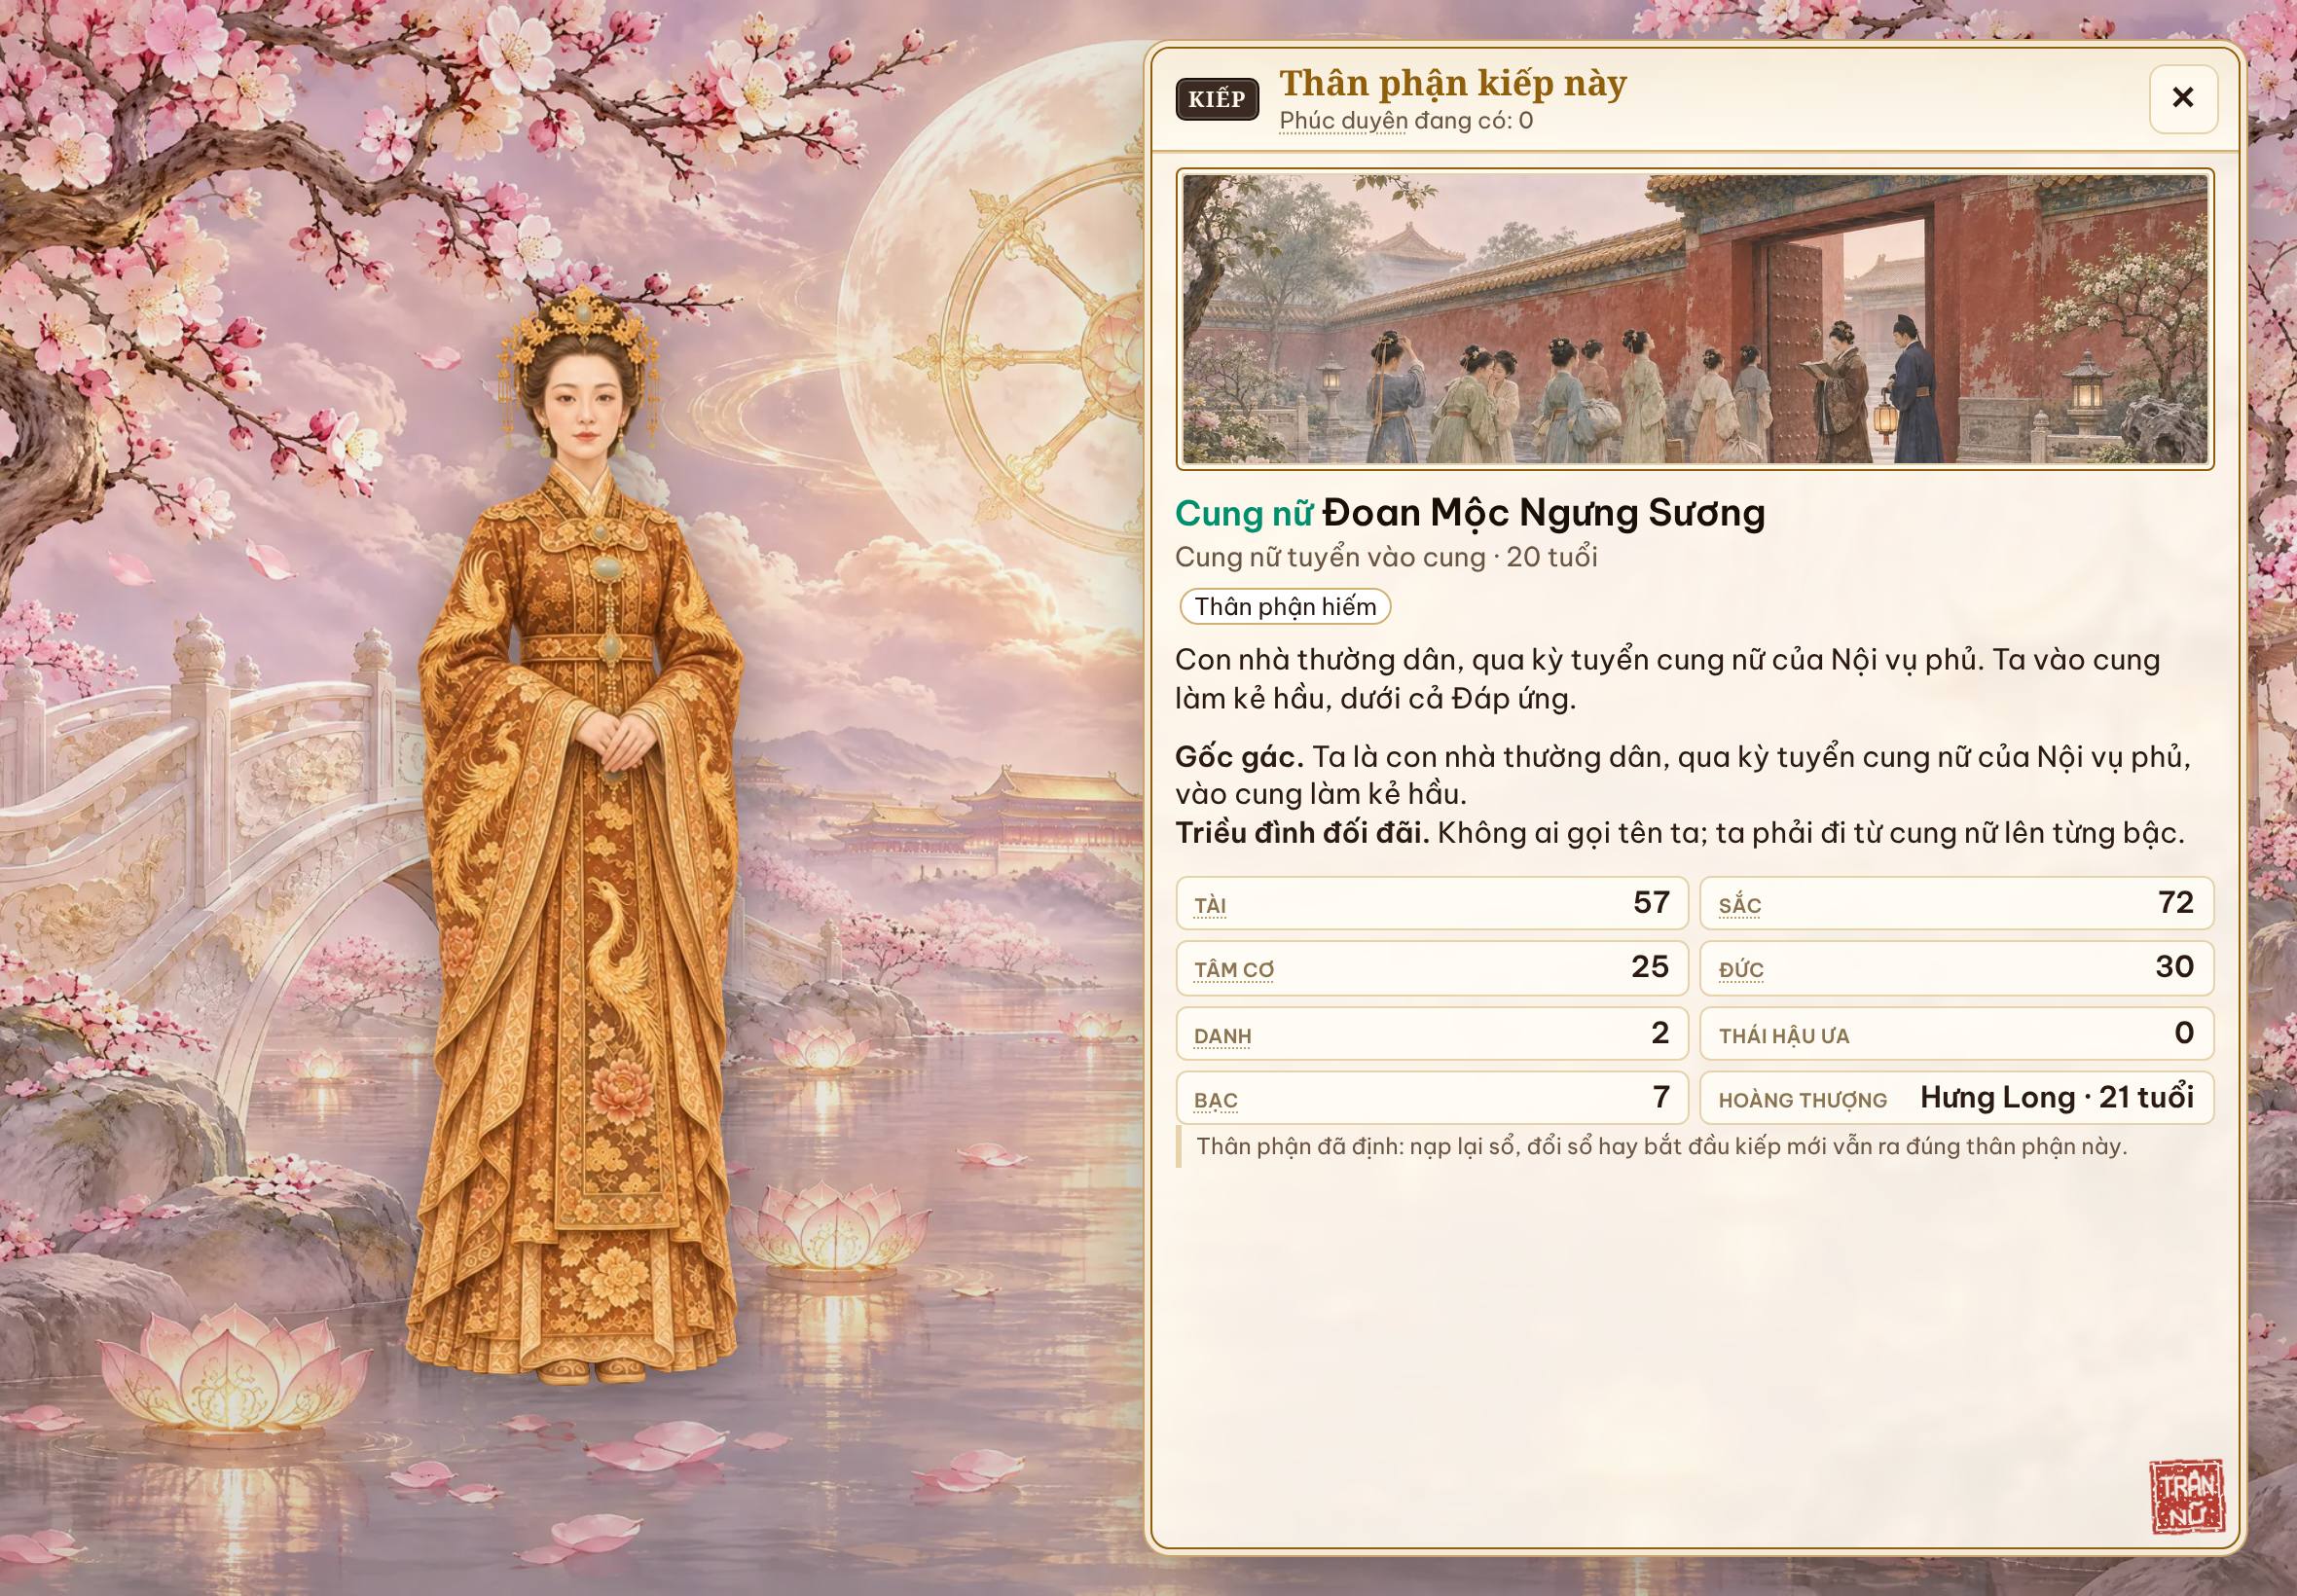 KIẾP
Thân phận kiếp này
Phúc duyên đang có: 0
×
Cung nữ Đoan Mộc Ngưng Sương
Cung nữ tuyển vào cung · 20 tuổi
Thân phận hiếm
Con nhà thường dân, qua kỳ tuyển cung nữ của Nội vụ phủ. Ta vào cung
làm kẻ hầu, dưới cả Đáp ứng.
Gốc gác. Ta là con nhà thường dân, qua kỳ tuyển cung nữ của Nội vụ phủ,
vào cung làm kẻ hầu.
Triều đình đối đãi. Không ai gọi tên ta; ta phải đi từ cung nữ lên từng bậc.
TÀI 57
SẮC 72
TÂM CƠ 25
ĐỨC 30
DANH 2
THÁI HẬU ƯA 0
BẠC 7
HOÀNG THƯỢNG Hưng Long · 21 tuổi
Thân phận đã định: nạp lại sổ, đổi sổ hay bắt đầu kiếp mới vẫn ra đúng thân phận này.
TRÂN
NỮ